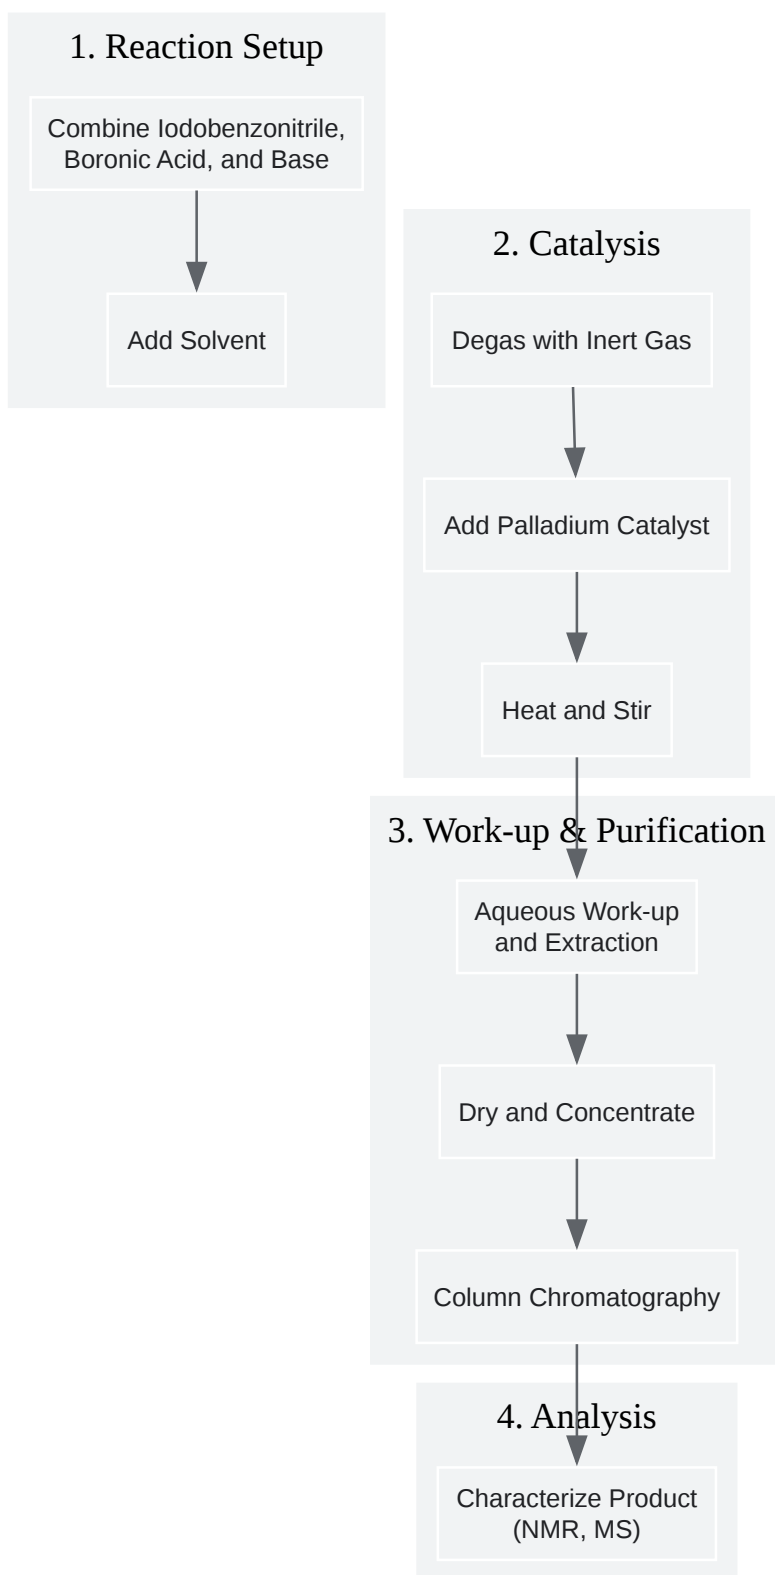 1. Reaction Setup
Combine Iodobenzonitrile,
Boronic Acid, and Base
Add Solvent
2. Catalysis
Degas with Inert Gas
Add Palladium Catalyst
Heat and Stir
3. Work-up & Purification
Aqueous Work-up
and Extraction
Dry and Concentrate
Column Chromatography
4. Analysis
Characterize Product
(NMR, MS)